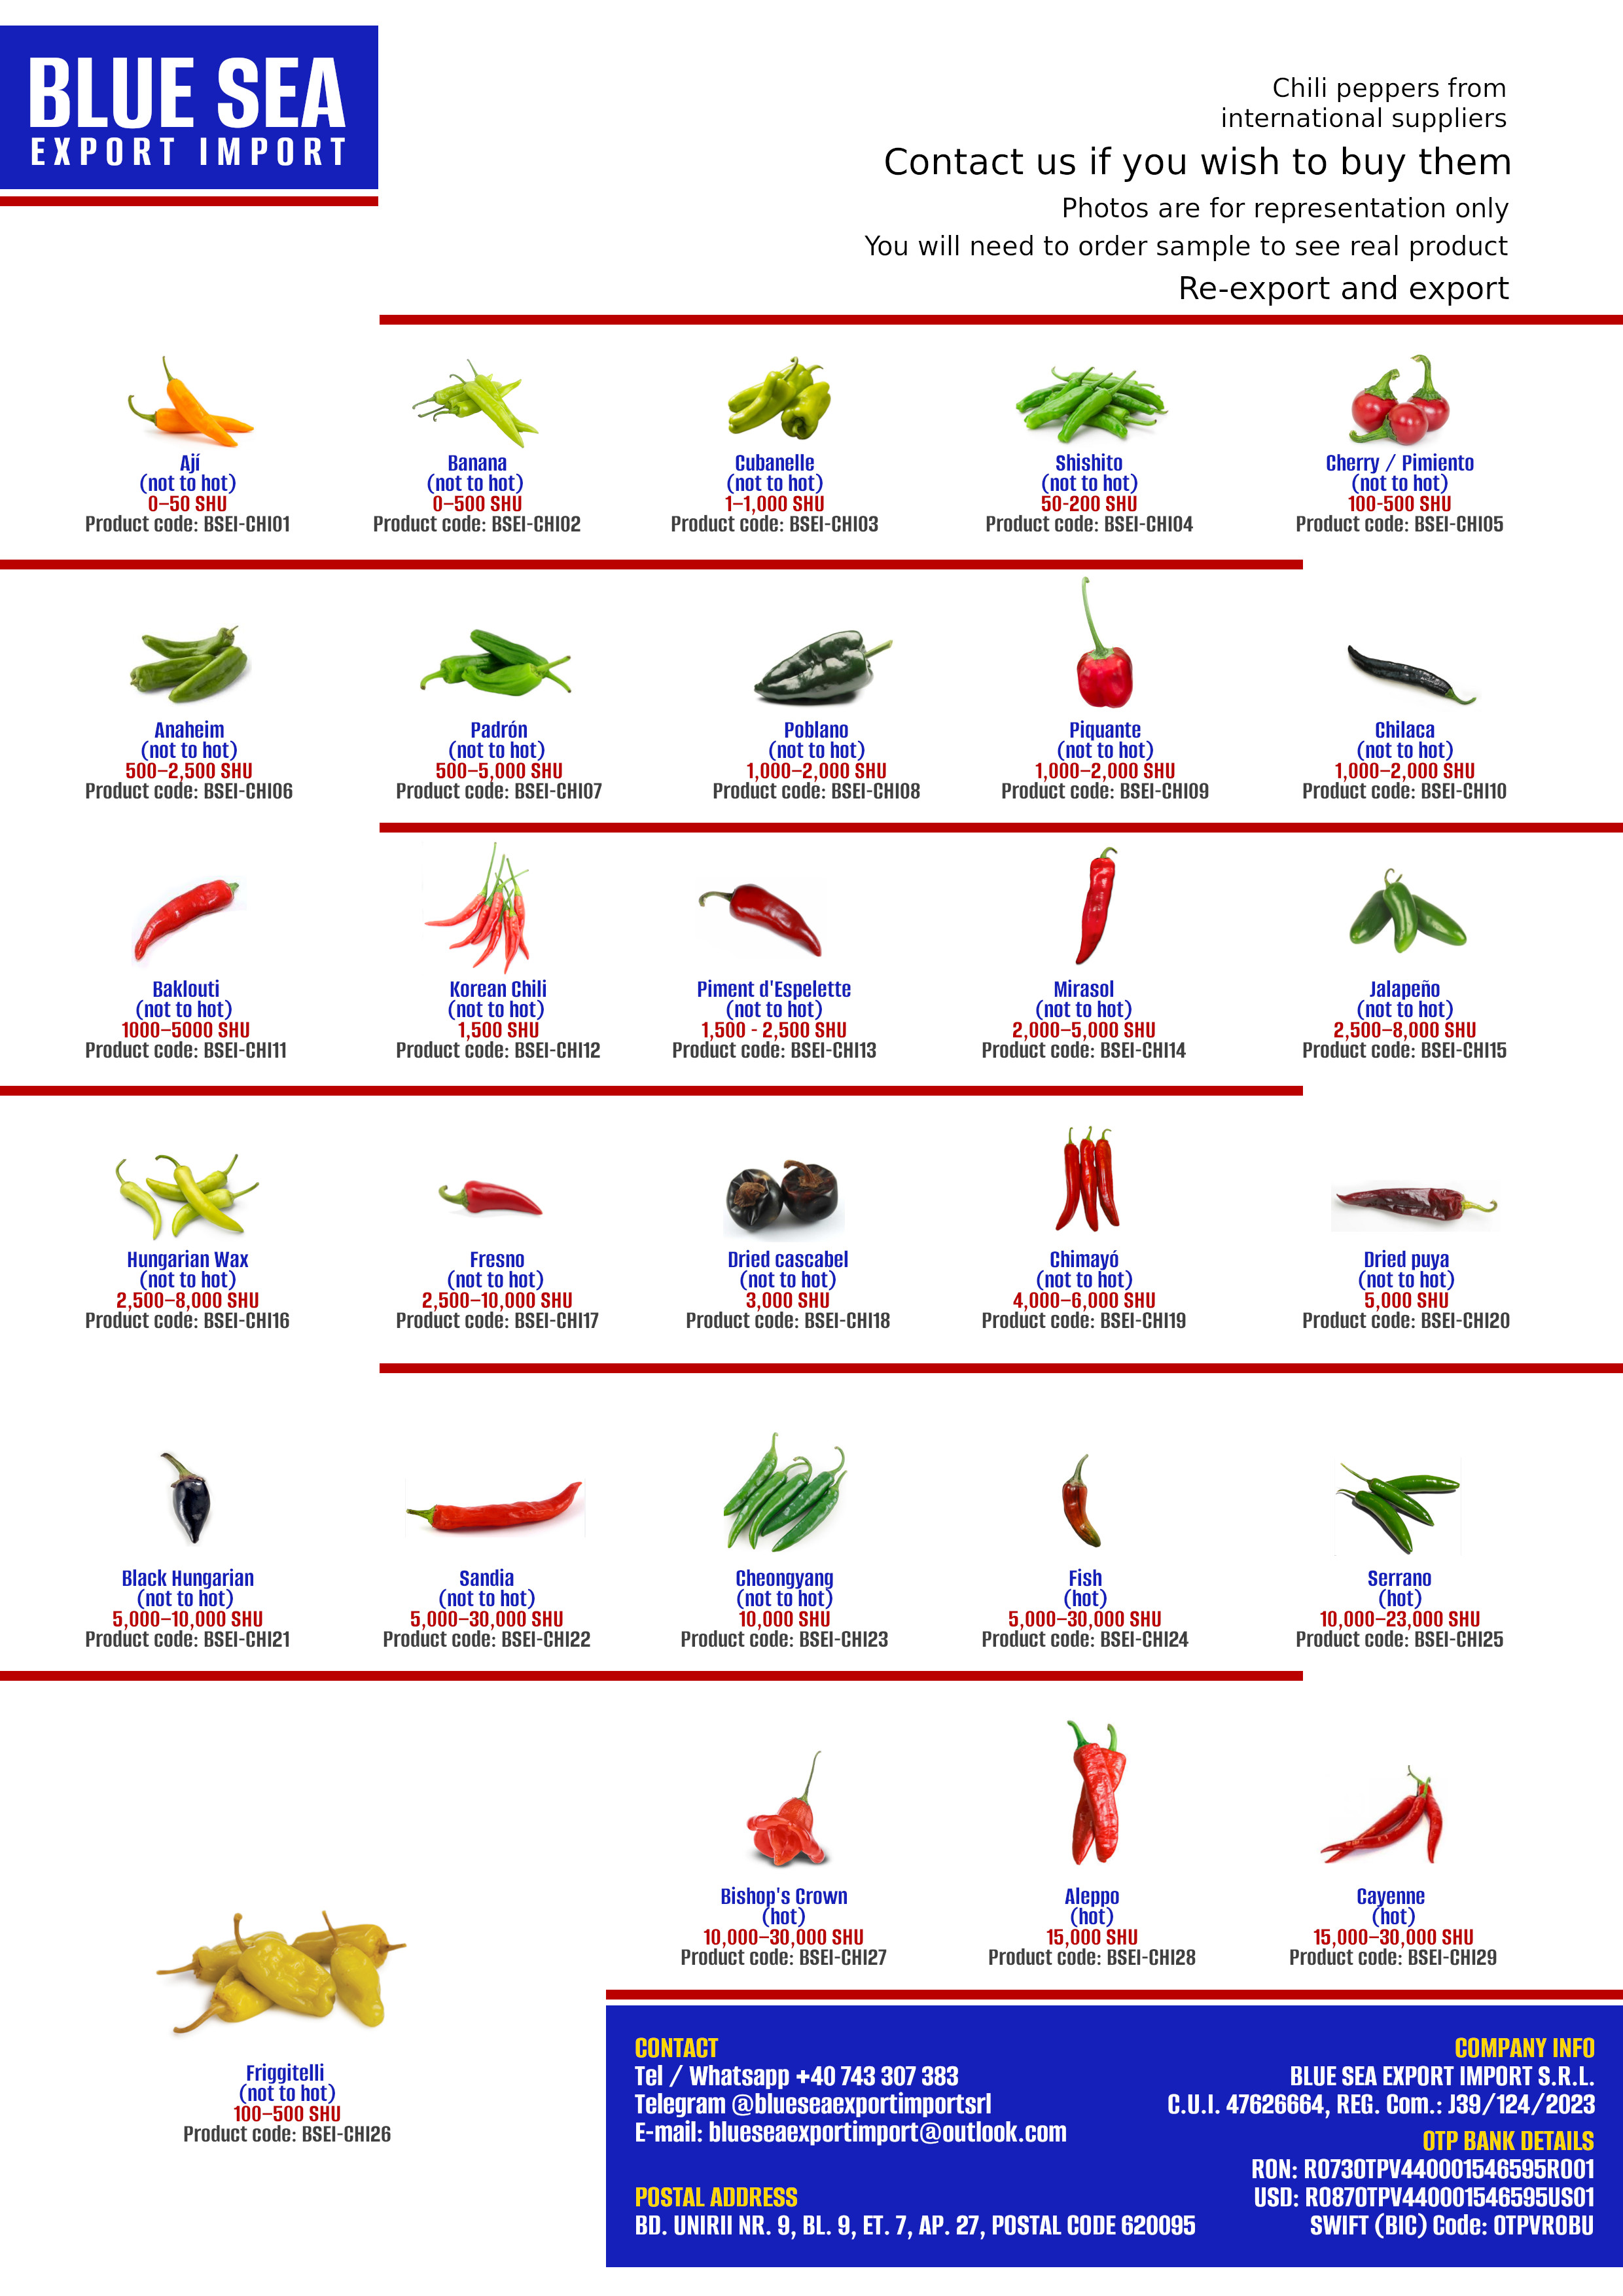 BLUE SEA
EXPORT IMPORT
Chili peppers from
international suppliers
Contact us if you wish to buy them
Photos are for representation only
You will need to order sample to see real product
Re-export and export
Ají
(not to hot)
0–50 SHU
Product code: BSEI-CHI01
Banana
(not to hot)
0–500 SHU
Product code: BSEI-CHI02
Cubanelle
(not to hot)
1–1,000 SHU
Product code: BSEI-CHI03
Shishito
(not to hot)
50-200 SHU
Product code: BSEI-CHI04
Cherry / Pimiento
(not to hot)
100-500 SHU
Product code: BSEI-CHI05
Anaheim
(not to hot)
500–2,500 SHU
Product code: BSEI-CHI06
Padrón
(not to hot)
500–5,000 SHU
Product code: BSEI-CHI07
Poblano
(not to hot)
1,000–2,000 SHU
Product code: BSEI-CHI08
Piquante
(not to hot)
1,000–2,000 SHU
Product code: BSEI-CHI09
Chilaca
(not to hot)
1,000–2,000 SHU
Product code: BSEI-CHI10
Baklouti
(not to hot)
1000–5000 SHU
Product code: BSEI-CHI11
Korean Chili
(not to hot)
1,500 SHU
Product code: BSEI-CHI12
Piment d'Espelette
(not to hot)
1,500 - 2,500 SHU
Product code: BSEI-CHI13
Mirasol
(not to hot)
2,000–5,000 SHU
Product code: BSEI-CHI14
Jalapeño
(not to hot)
2,500–8,000 SHU
Product code: BSEI-CHI15
Hungarian Wax
(not to hot)
2,500–8,000 SHU
Product code: BSEI-CHI16
Fresno
(not to hot)
2,500–10,000 SHU
Product code: BSEI-CHI17
Dried cascabel
(not to hot)
3,000 SHU
Product code: BSEI-CHI18
Chimayó
(not to hot)
4,000–6,000 SHU
Product code: BSEI-CHI19
Dried puya
(not to hot)
5,000 SHU
Product code: BSEI-CHI20
Black Hungarian
(not to hot)
5,000–10,000 SHU
Product code: BSEI-CHI21
Sandia
(not to hot)
5,000–30,000 SHU
Product code: BSEI-CHI22
Cheongyang
(not to hot)
10,000 SHU
Product code: BSEI-CHI23
Fish
(hot)
5,000–30,000 SHU
Product code: BSEI-CHI24
Serrano
(hot)
10,000–23,000 SHU
Product code: BSEI-CHI25
Friggitelli
(not to hot)
100–500 SHU
Product code: BSEI-CHI26
Bishop's Crown
(hot)
10,000–30,000 SHU
Product code: BSEI-CHI27
Aleppo
(hot)
15,000 SHU
Product code: BSEI-CHI28
Cayenne
(hot)
15,000–30,000 SHU
Product code: BSEI-CHI29
CONTACT
Tel / Whatsapp +40 743 307 383
Telegram @blueseaexportimportsrl
E-mail: blueseaexportimport@outlook.com
POSTAL ADDRESS
BD. UNIRII NR. 9, BL. 9, ET. 7, AP. 27, POSTAL CODE 620095
COMPANY INFO
BLUE SEA EXPORT IMPORT S.R.L.
C.U.I. 47626664, REG. Com.: J39/124/2023
OTP BANK DETAILS
RON: RO73OTPV440001546595RO01
USD: RO87OTPV440001546595US01
SWIFT (BIC) Code: OTPVROBU